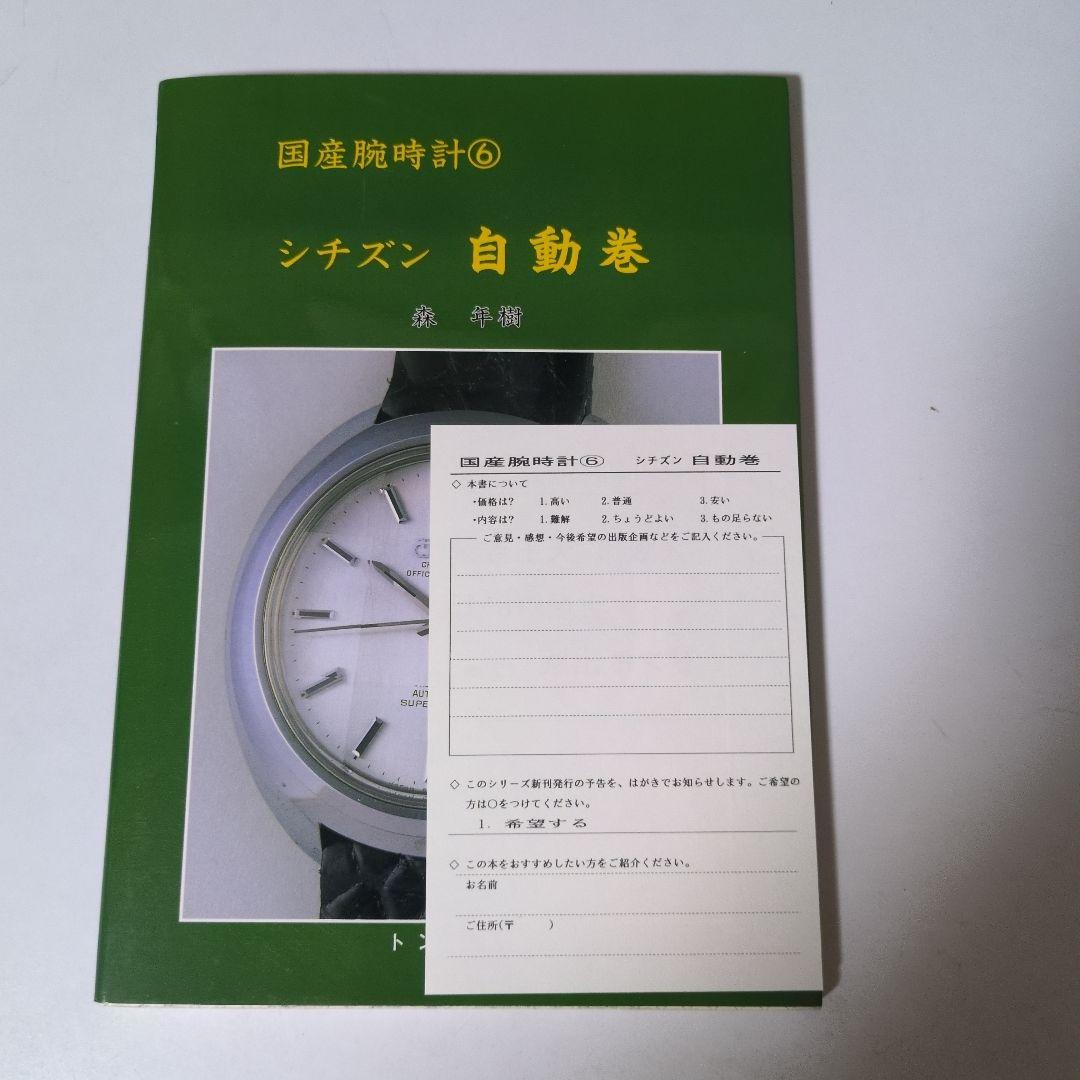 国産腕時計⑥
シチズン 自動巻
森 年樹
CH
OFFIC
AUT
SUPE
トン
国産腕時計⑥ シチズン 自動巻
◇ 本書について
・価格は? 1.高い 2.普通 3.安い
・内容は? 1.難解 2.ちょうどよい 3.もの足らない
ご意見・感想・今後希望の出版企画などをご記入ください。
◇ このシリーズ新刊発行の予告を、はがきでお知らせします。ご希望の
方は○をつけてください。
1. 希望する
◇ この本をおすすめしたい方をご紹介ください。
お名前
ご住所(〒 )